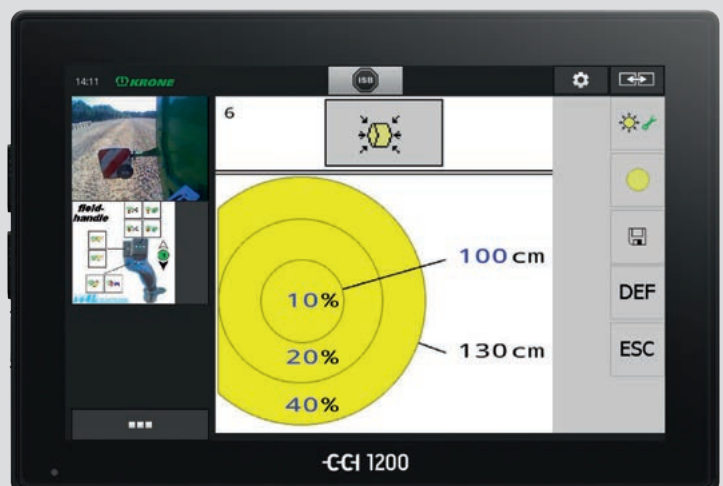 14:11 KRONE
ISB
6
field-
handle
100 cm
10%
130 cm
20%
40%
DEF
ESC
CCI 1200